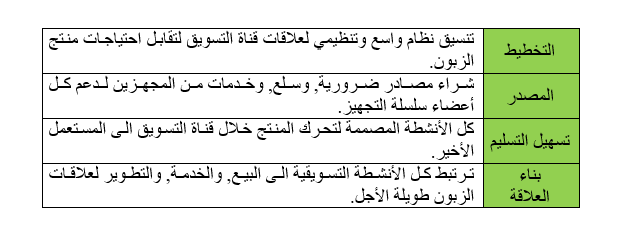 التخطيط
تنسيق نظام واسع وتنظيمي لعلاقات قناة التسويق لتقابل احتياجات منتج
الزبون.
المصدر
شراء مصادر ضرورية, وسلع, وخدمات من المجهزين لدعم كل
أعضاء سلسلة التجهيز.
تسهيل التسليم
كل الأنشطة المصممة لتحرك المنتج خلال قناة التسويق الى المستعمل
الأخير.
بناء
العلاقة
ترتبط كل الأنشطة التسويقية الى البيع, والخدمة, والتطوير لعلاقات
الزبون طويلة الأجل.